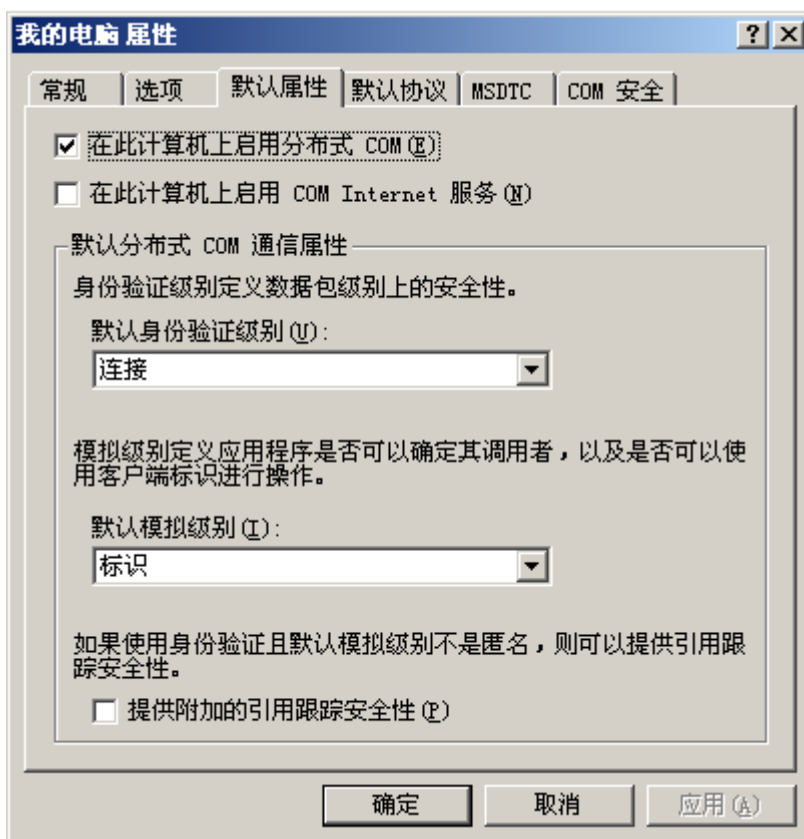 我的电脑 属性
常规 选项 默认属性 默认协议 MSDTC COM 安全
在此计算机上启用分布式 COM(E)
在此计算机上启用 COM Internet 服务(N)
默认分布式 COM 通信属性
身份验证级别定义数据包级别上的安全性。
默认身份验证级别(U):
连接
模拟级别定义应用程序是否可以确定其调用者，以及是否可以使
用客户端标识进行操作。
默认模拟级别(I):
标识
如果使用身份验证且默认模拟级别不是匿名，则可以提供引用跟
踪安全性。
提供附加的引用跟踪安全性(P)
确定 取消 应用(A)